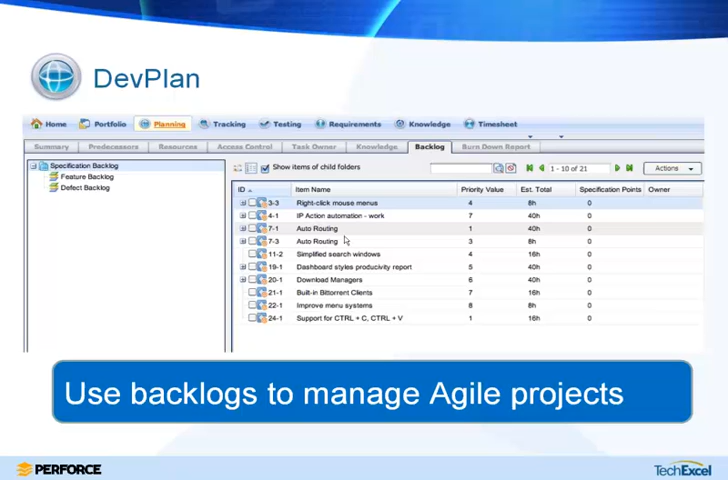 DevPlan
Home Portfolio Planning Tracking Testing Requirements Knowledge Timesheet
Summary Predecessors Resources Access Control Task Owner Knowledge Backlog Burn Down Report
Specification Backlog
Feature Backlog
Defect Backlog
Show items of child folders 1 - 10 of 21 Actions
ID Item Name Priority Value Est. Total Specification Points Owner
3-3 Right-click mouse menus 4 8h 0
4-1 IP Action automation - work 7 40h 0
7-1 Auto Routing 1 40h 0
7-3 Auto Routing 3 8h 0
11-2 Simplified search windows 4 16h 0
19-1 Dashboard styles producivity report 5 40h 0
20-1 Download Managers 6 40h 0
21-1 Built-in Bitorrent Clients 7 16h 0
22-1 Improve menu systems 8 8h 0
24-1 Support for CTRL + C, CTRL + V 1 16h 0
Use backlogs to manage Agile projects
PERFORCE
TechExcel